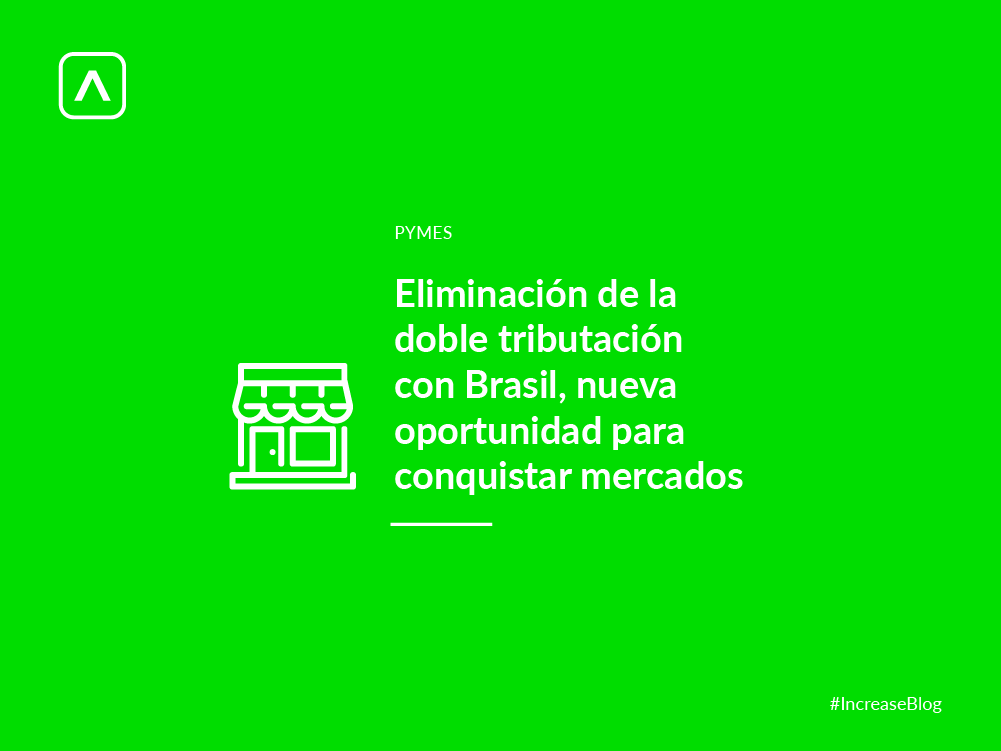 PYMES
Eliminación de la
doble tributación
con Brasil, nueva
oportunidad para
conquistar mercados
#IncreaseBlog